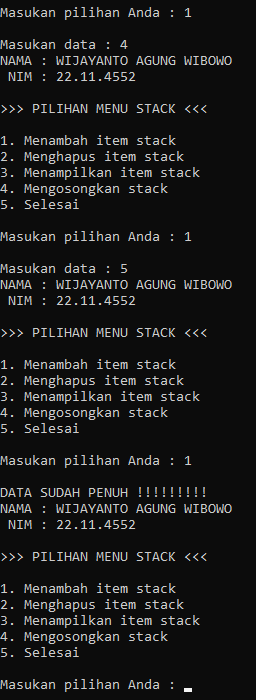 Masukan pilihan Anda : 1
Masukan data : 4
NAMA : WIJAYANTO AGUNG WIBOWO
NIM : 22.11.4552
>>> PILIHAN MENU STACK <<<
1. Menambah item stack
2. Menghapus item stack
3. Menampilkan item stack
4. Mengosongkan stack
5. Selesai
Masukan pilihan Anda : 1
Masukan data : 5
NAMA : WIJAYANTO AGUNG WIBOWO
NIM : 22.11.4552
>>> PILIHAN MENU STACK <<<
1. Menambah item stack
2. Menghapus item stack
3. Menampilkan item stack
4. Mengosongkan stack
5. Selesai
Masukan pilihan Anda : 1
DATA SUDAH PENUH !!!!!!!!!
NAMA : WIJAYANTO AGUNG WIBOWO
NIM : 22.11.4552
>>> PILIHAN MENU STACK <<<
1. Menambah item stack
2. Menghapus item stack
3. Menampilkan item stack
4. Mengosongkan stack
5. Selesai
Masukan pilihan Anda :